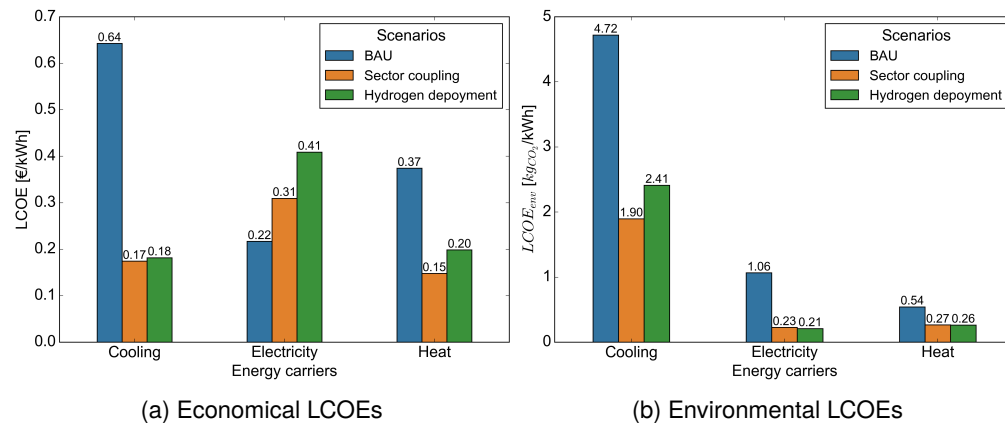 0.7
0.6
0.5
0.4
0.3
0.2
0.1
0.0
LCOE [€/kWh]
0.64
0.17
0.18
0.22
0.31
0.41
0.37
0.15
0.20
Scenarios
BAU
Sector coupling
Hydrogen depoyment
Cooling
Electricity
Heat
Energy carriers
(a) Economical LCOEs
5
4
3
2
1
0
LCOE_env [kg_CO₂/kWh]
4.72
1.90
2.41
1.06
0.23
0.21
0.54
0.27
0.26
Scenarios
BAU
Sector coupling
Hydrogen depoyment
Cooling
Electricity
Heat
Energy carriers
(b) Environmental LCOEs